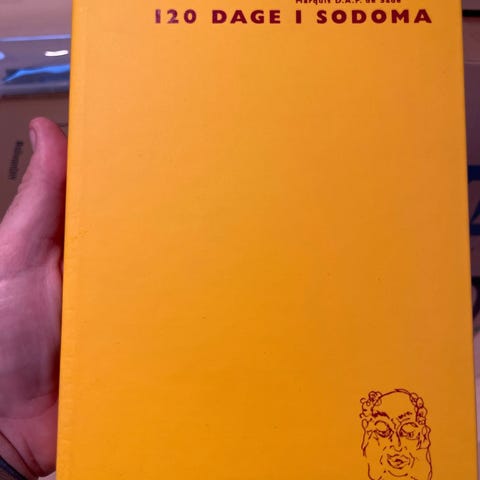 Marquis D.A.F. de Sade
120 DAGE I SODOMA